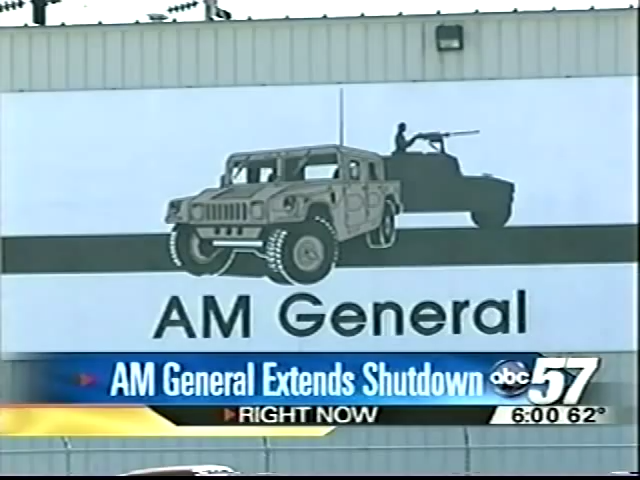 AM General
AM General Extends Shutdown abc 57
RIGHT NOW
6:00 62°